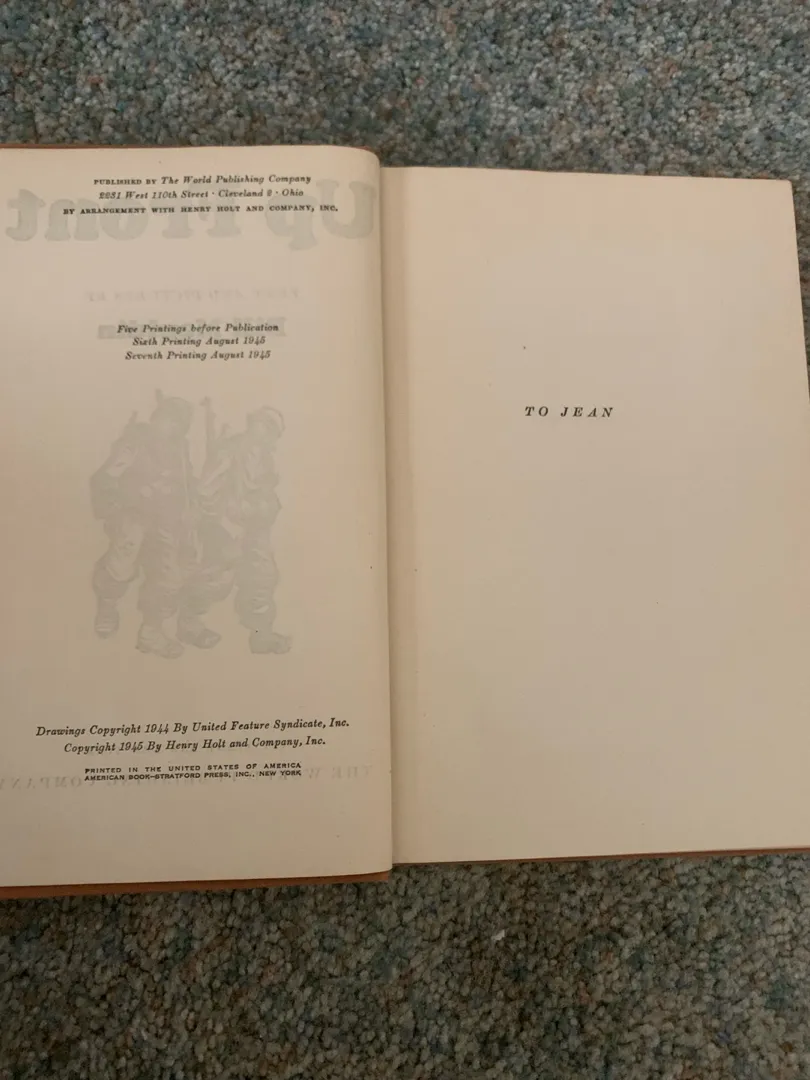 PUBLISHED BY The World Publishing Company
2231 West 110th Street · Cleveland 2 · Ohio
BY ARRANGEMENT WITH HENRY HOLT AND COMPANY, INC.
Up Front
Five Printings before Publication
Sixth Printing August 1945
Seventh Printing August 1945
Drawings Copyright 1944 By United Feature Syndicate, Inc.
Copyright 1945 By Henry Holt and Company, Inc.
PRINTED IN THE UNITED STATES OF AMERICA
AMERICAN BOOK—STRATFORD PRESS, INC., NEW YORK
TO JEAN